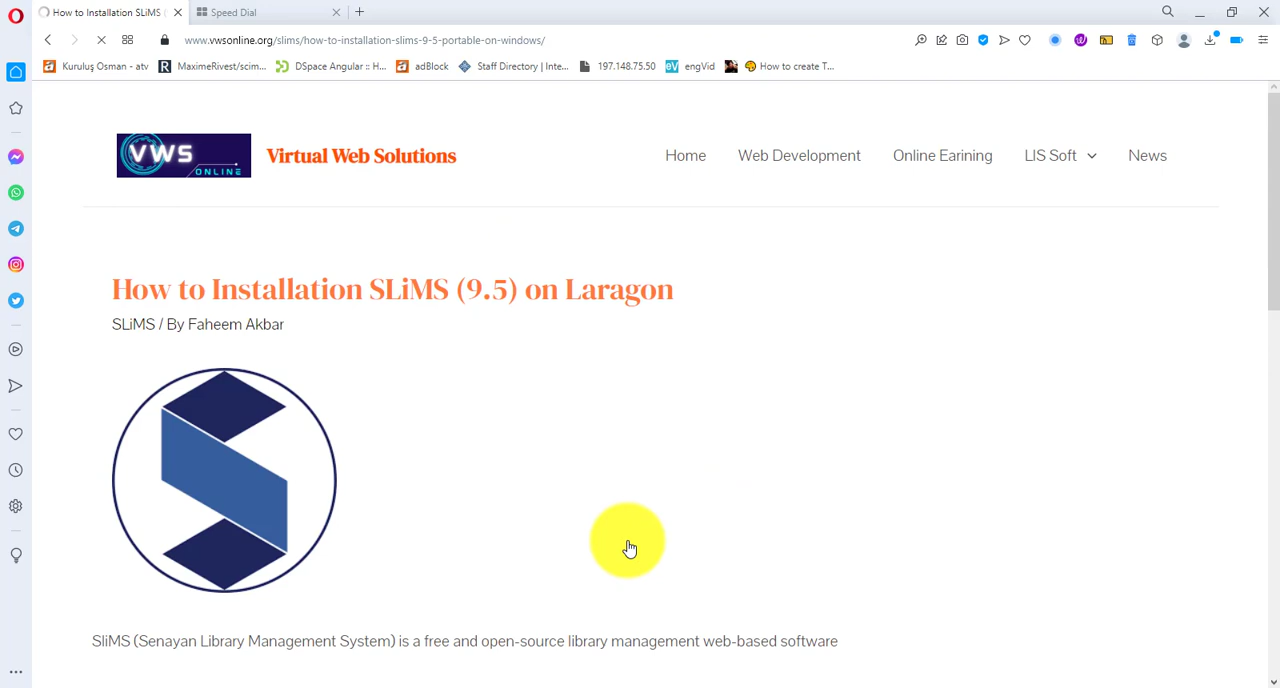 How to Installation SLiMS (
Speed Dial
www.vwsonline.org/slims/how-to-installation-slims-9-5-portable-on-windows/
Kuruluş Osman - atv
MaximeRivest/scim...
DSpace Angular :: H...
adBlock
Staff Directory | Inte...
197.148.75.50
eV engVid
How to create T...
VWS
ONLINE
Virtual Web Solutions
Home
Web Development
Online Earining
LIS Soft
News
How to Installation SLiMS (9.5) on Laragon
SLiMS / By Faheem Akbar
SliMS (Senayan Library Management System) is a free and open-source library management web-based software